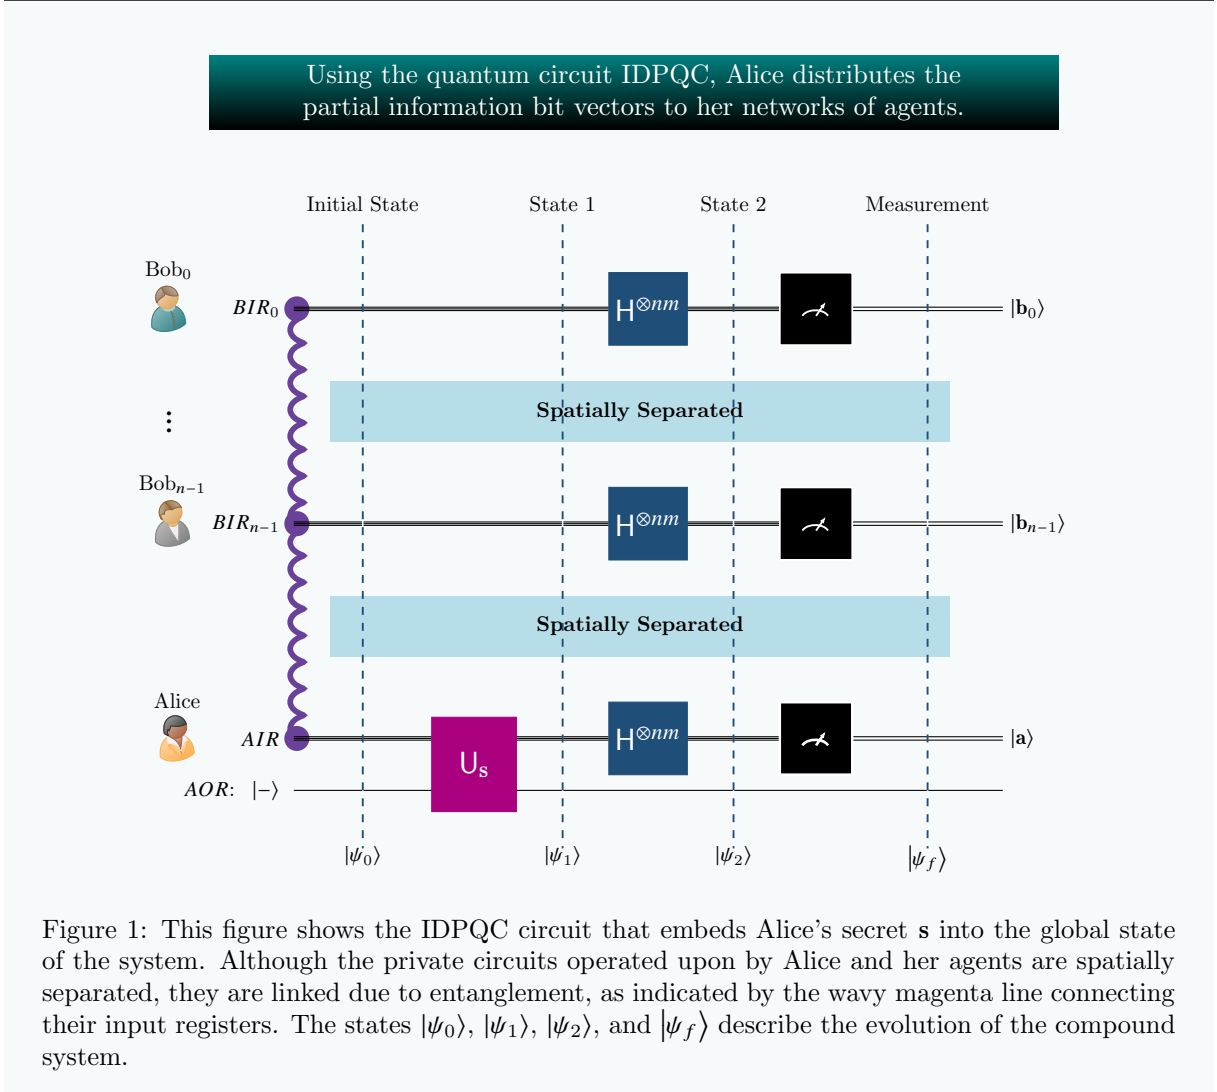 Using the quantum circuit IDPQC, Alice distributes the
partial information bit vectors to her networks of agents.
Initial State State 1 State 2 Measurement
Bob₀
BIR₀ H^⊗nm |b₀⟩
Spatially Separated
⋮
Bobₙ₋₁
BIRₙ₋₁ H^⊗nm |bₙ₋₁⟩
Spatially Separated
Alice
AIR H^⊗nm |a⟩
U_s
AOR: |−⟩
|ψ₀⟩ |ψ₁⟩ |ψ₂⟩ |ψ_f⟩
Figure 1: This figure shows the IDPQC circuit that embeds Alice's secret s into the global state
of the system. Although the private circuits operated upon by Alice and her agents are spatially
separated, they are linked due to entanglement, as indicated by the wavy magenta line connecting
their input registers. The states |ψ₀⟩, |ψ₁⟩, |ψ₂⟩, and |ψ_f⟩ describe the evolution of the compound
system.